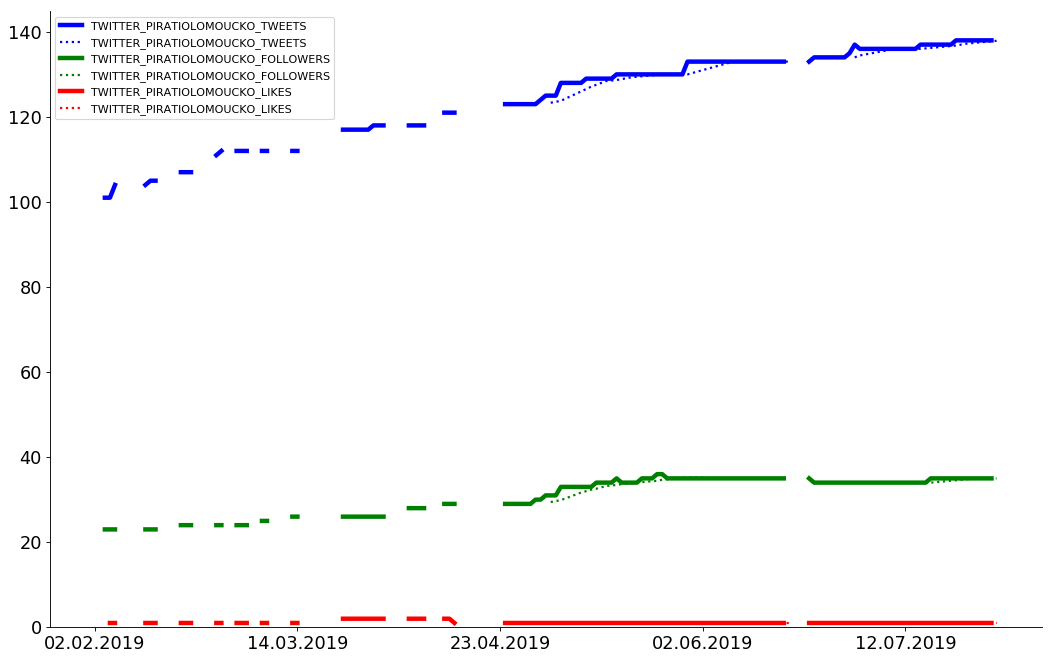 TWITTER_PIRATIOLOMOUCKO_TWEETS
TWITTER_PIRATIOLOMOUCKO_TWEETS
TWITTER_PIRATIOLOMOUCKO_FOLLOWERS
TWITTER_PIRATIOLOMOUCKO_FOLLOWERS
TWITTER_PIRATIOLOMOUCKO_LIKES
TWITTER_PIRATIOLOMOUCKO_LIKES
140
120
100
80
60
40
20
0
02.02.2019 14.03.2019 23.04.2019 02.06.2019 12.07.2019